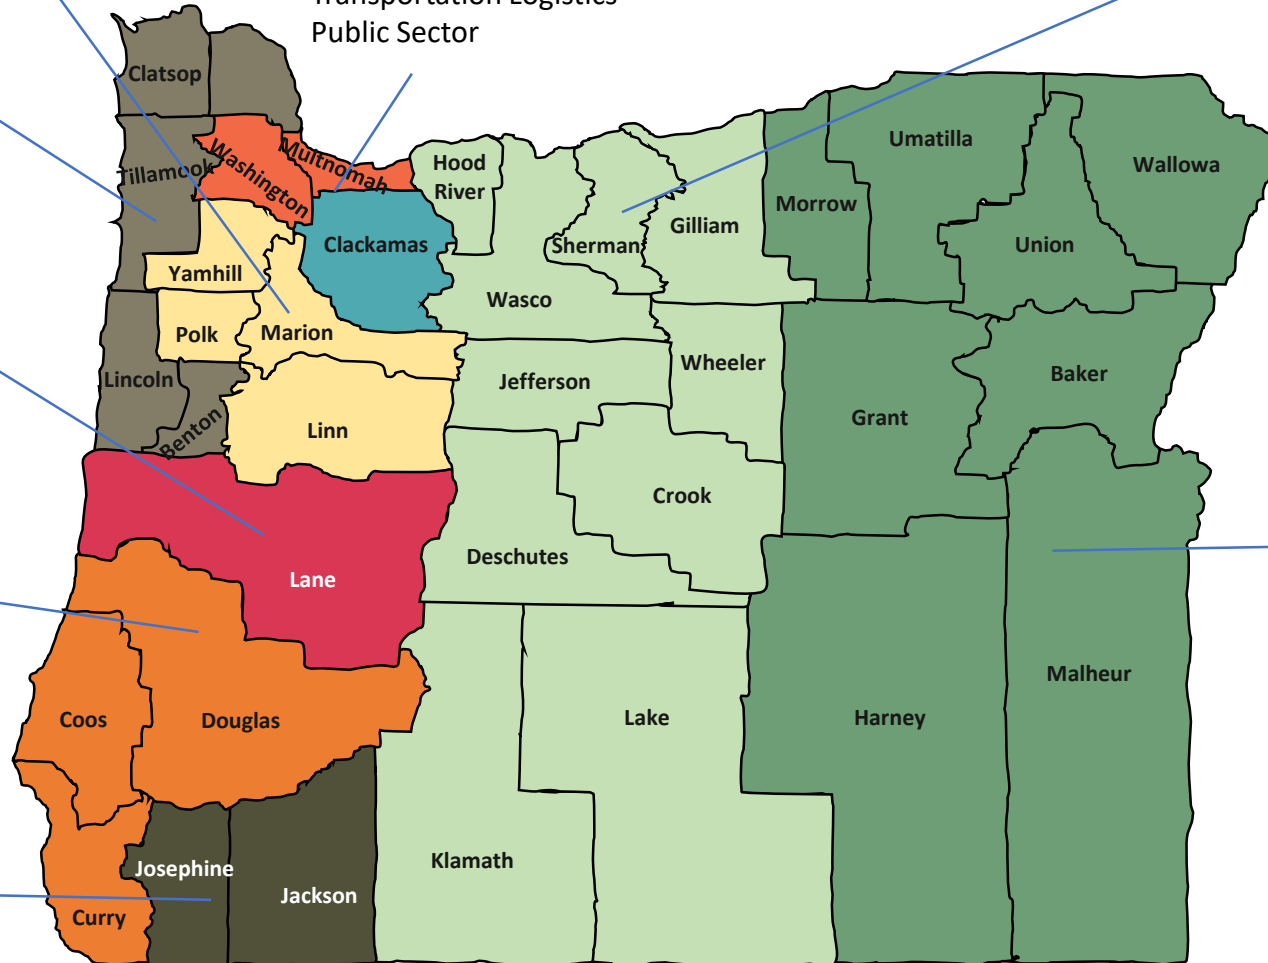 Transportation Logistics
Public Sector
Clatsop
Tillamook
Washington
Multnomah
Hood
River
Umatilla
Wallowa
Morrow
Gilliam
Sherman
Union
Clackamas
Yamhill
Wasco
Polk
Marion
Wheeler
Lincoln
Jefferson
Baker
Benton
Linn
Grant
Crook
Deschutes
Lane
Malheur
Coos
Douglas
Lake
Harney
Klamath
Josephine
Jackson
Curry